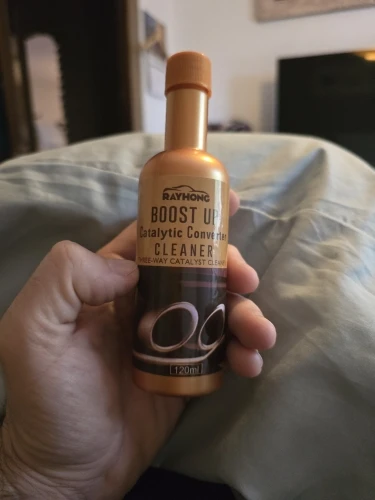 RAYHONG
BOOST UP
Catalytic Converter
CLEANER
THREE-WAY CATALYST CLEANER
120ml